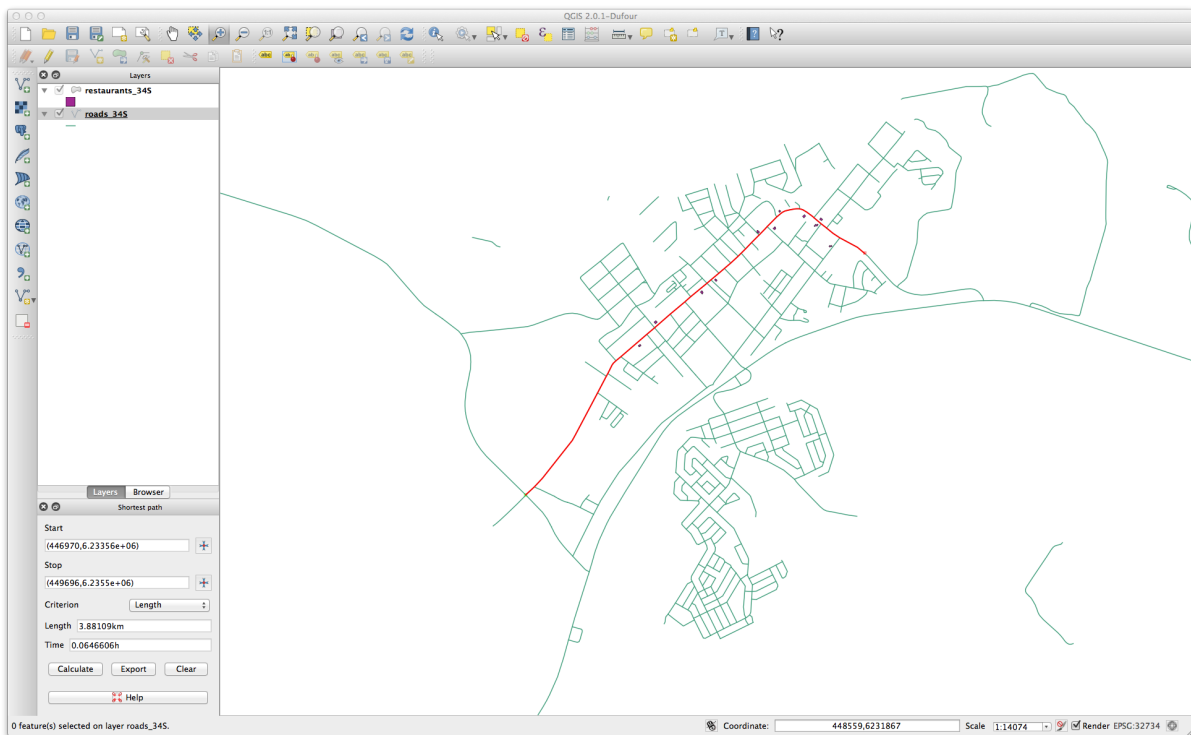 QGIS 2.0.1-Dufour
Layers
restaurants_34S
roads_34S
Layers Browser
Shortest path
Start
(446970,6.23356e+06)
Stop
(449696,6.2355e+06)
Criterion Length
Length 3.88109km
Time 0.0646606h
Calculate Export Clear
Help
0 feature(s) selected on layer roads_34S.
Coordinate: 448559,6231867 Scale 1:14074 Render EPSG:32734